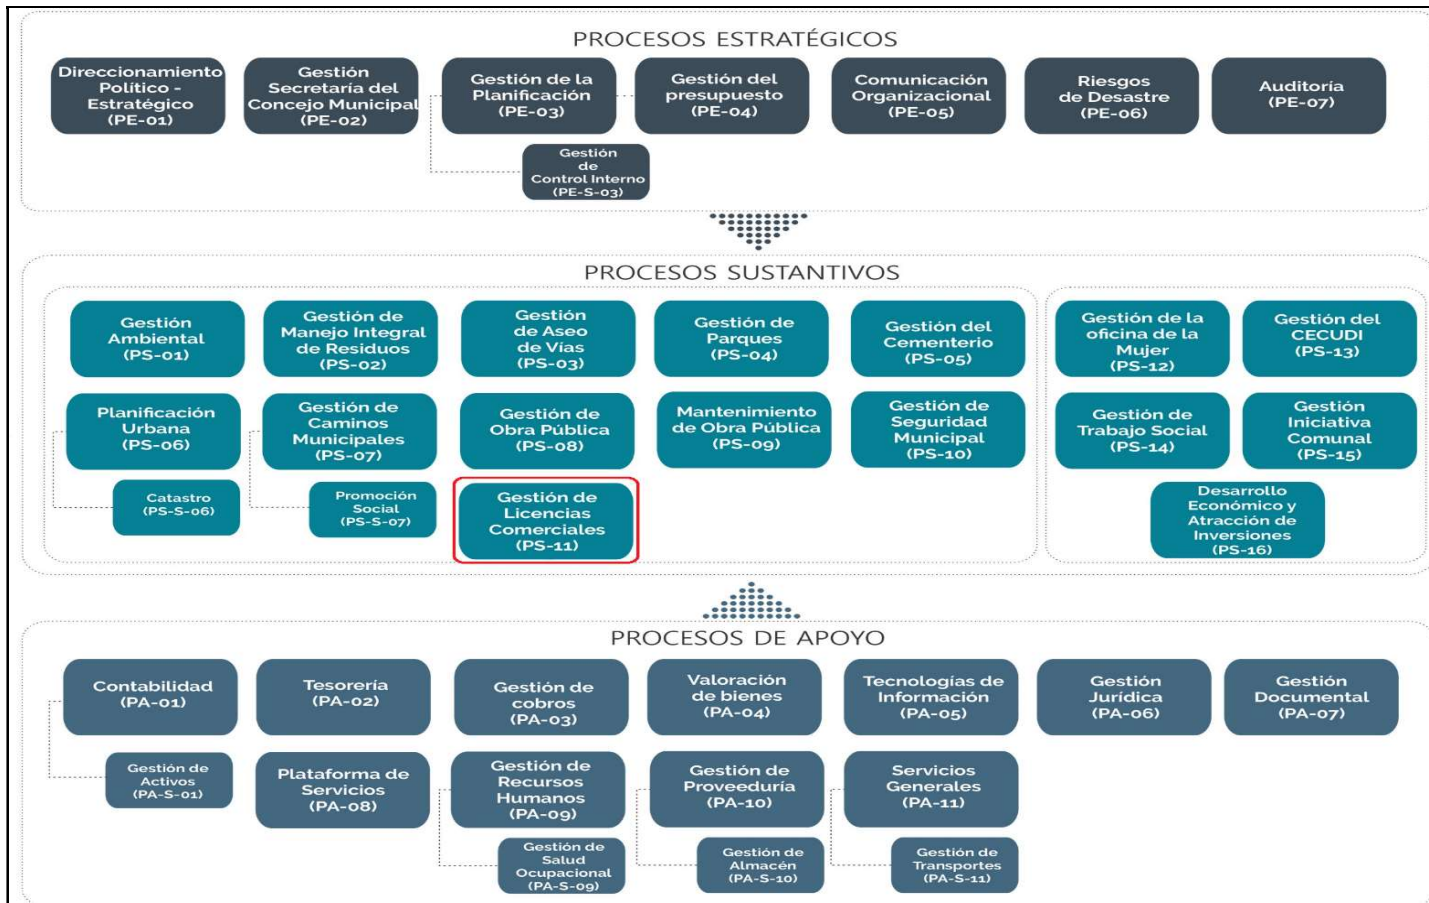 PROCESOS ESTRATÉGICOS
Direccionamiento
Político -
Estratégico
(PE-01)
Gestión
Secretaría del
Concejo Municipal
(PE-02)
Gestión de la
Planificación
(PE-03)
Gestión del
presupuesto
(PE-04)
Comunicación
Organizacional
(PE-05)
Riesgos
de Desastre
(PE-06)
Auditoría
(PE-07)
Gestión
de
Control Interno
(PE-S-03)
PROCESOS SUSTANTIVOS
Gestión
Ambiental
(PS-01)
Gestión de
Manejo Integral
de Residuos
(PS-02)
Gestión
de Aseo
de Vías
(PS-03)
Gestión de
Parques
(PS-04)
Gestión del
Cementerio
(PS-05)
Planificación
Urbana
(PS-06)
Gestión de
Caminos
Municipales
(PS-07)
Gestión de
Obra Pública
(PS-08)
Mantenimiento
de Obra Pública
(PS-09)
Gestión de
Seguridad
Municipal
(PS-10)
Catastro
(PS-S-06)
Promoción
Social
(PS-S-07)
Gestión de
Licencias
Comerciales
(PS-11)
Gestión de la
oficina de la
Mujer
(PS-12)
Gestión del
CECUDI
(PS-13)
Gestión de
Trabajo Social
(PS-14)
Gestión
Iniciativa
Comunal
(PS-15)
Desarrollo
Económico y
Atracción de
Inversiones
(PS-16)
PROCESOS DE APOYO
Contabilidad
(PA-01)
Tesorería
(PA-02)
Gestión de
cobros
(PA-03)
Valoración
de bienes
(PA-04)
Tecnologías de
Información
(PA-05)
Gestión
Jurídica
(PA-06)
Gestión
Documental
(PA-07)
Gestión de
Activos
(PA-S-01)
Plataforma de
Servicios
(PA-08)
Gestión de
Recursos
Humanos
(PA-09)
Gestión de
Proveeduría
(PA-10)
Servicios
Generales
(PA-11)
Gestión de
Salud
Ocupacional
(PA-S-09)
Gestión de
Almacén
(PA-S-10)
Gestión de
Transportes
(PA-S-11)